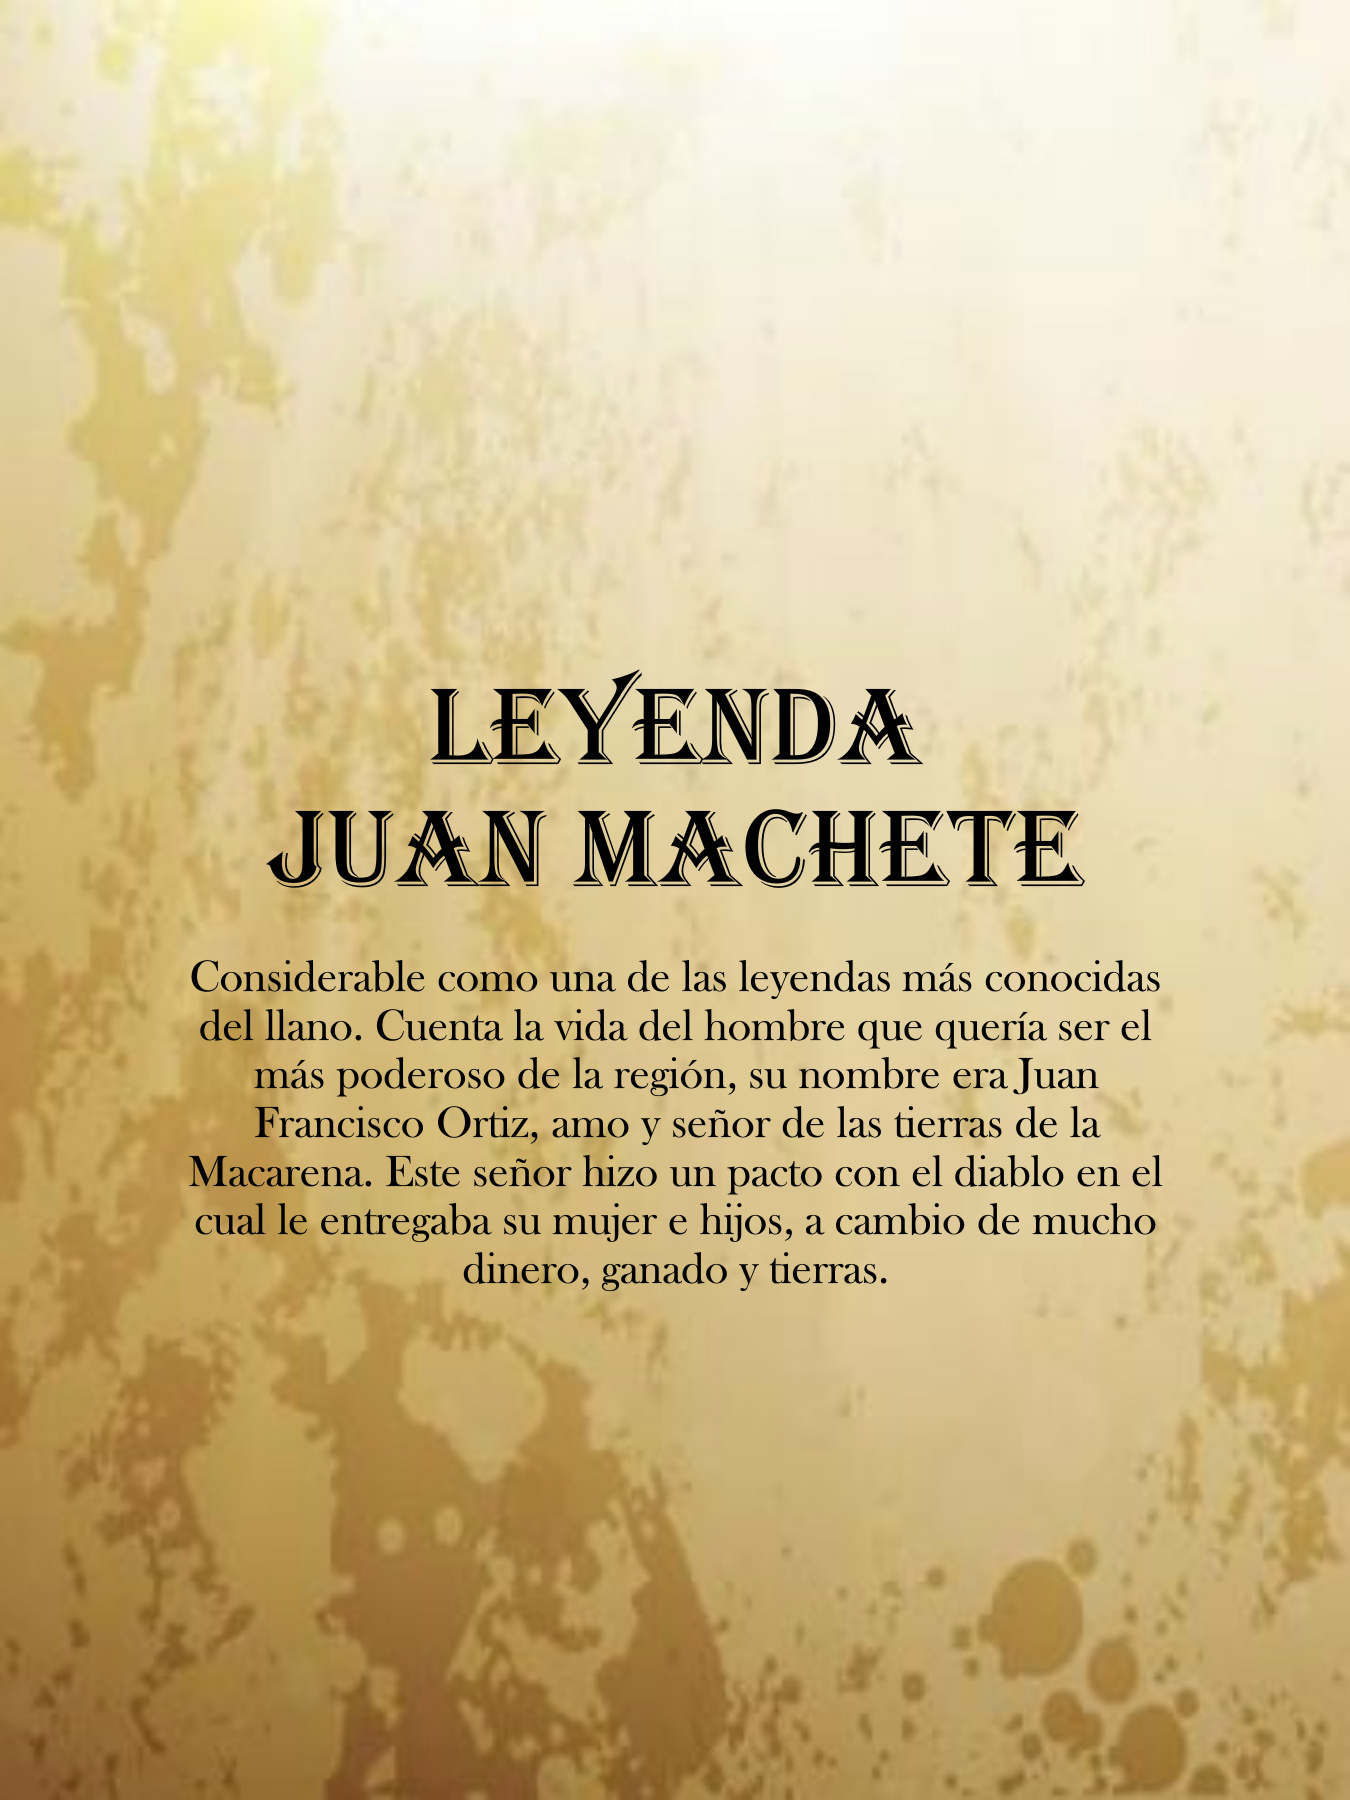 LEYENDA
JUAN MACHETE
Considerable como una de las leyendas más conocidas
del llano. Cuenta la vida del hombre que quería ser el
más poderoso de la región, su nombre era Juan
Francisco Ortiz, amo y señor de las tierras de la
Macarena. Este señor hizo un pacto con el diablo en el
cual le entregaba su mujer e hijos, a cambio de mucho
dinero, ganado y tierras.